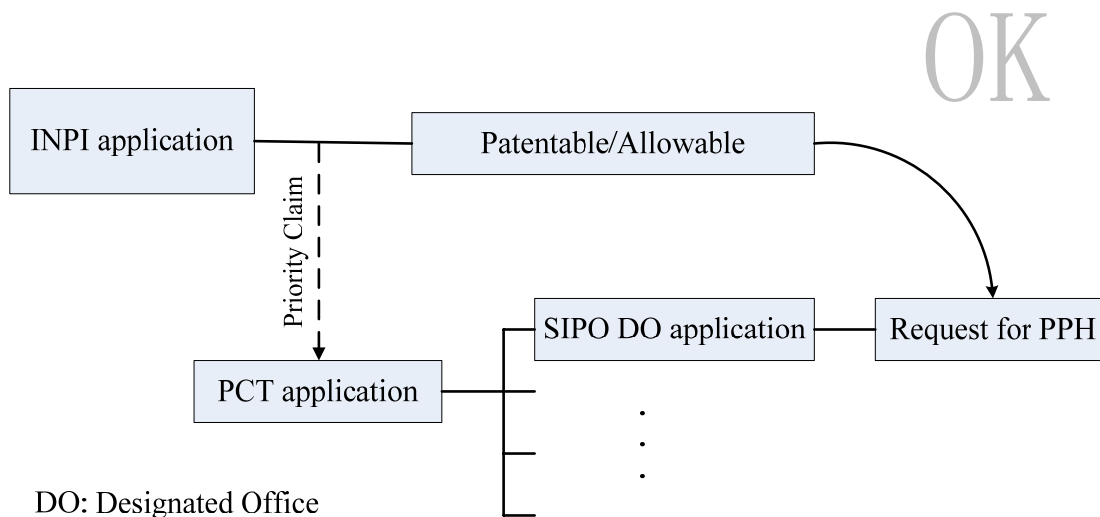 OK
INPI application
Patentable/Allowable
Priority Claim
SIPO DO application
Request for PPH
PCT application
DO: Designated Office